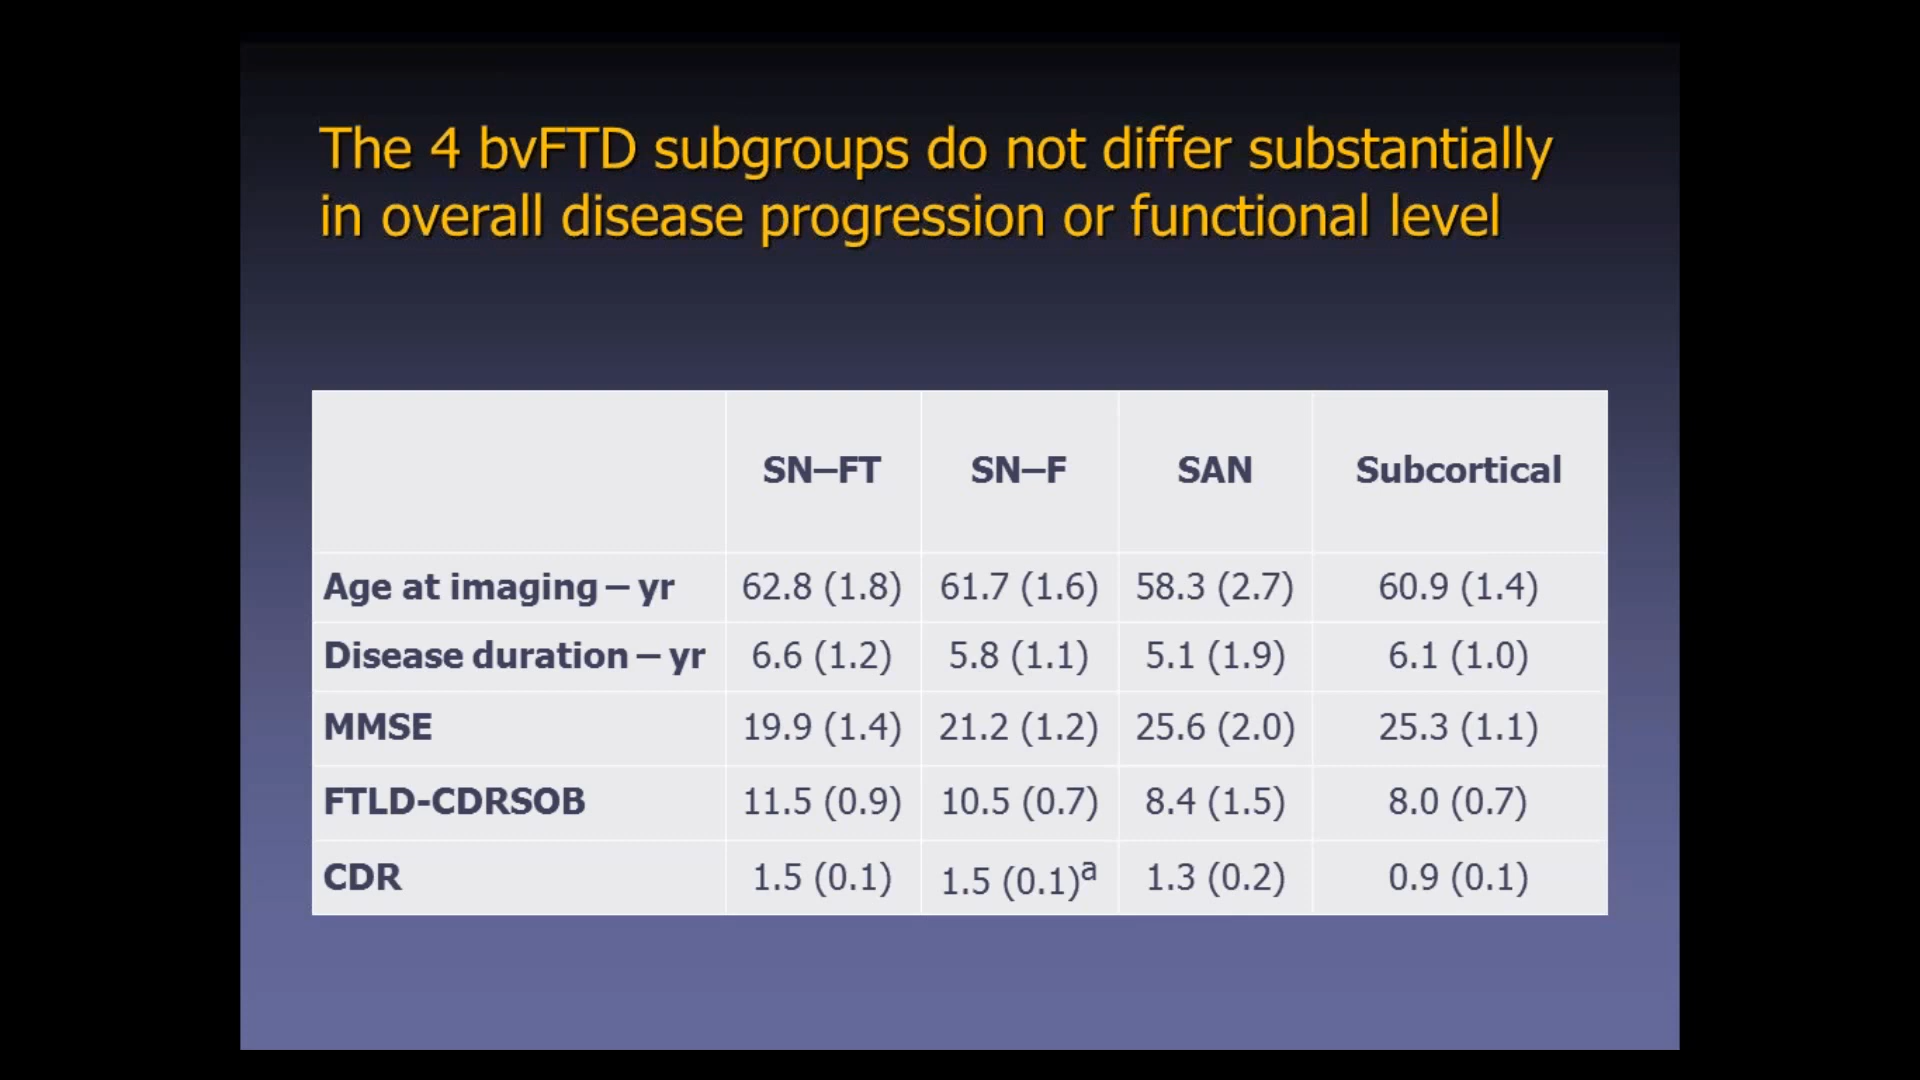 The 4 bvFTD subgroups do not differ substantially
in overall disease progression or functional level
SN–FT SN–F SAN Subcortical
Age at imaging – yr 62.8 (1.8) 61.7 (1.6) 58.3 (2.7) 60.9 (1.4)
Disease duration – yr 6.6 (1.2) 5.8 (1.1) 5.1 (1.9) 6.1 (1.0)
MMSE 19.9 (1.4) 21.2 (1.2) 25.6 (2.0) 25.3 (1.1)
FTLD-CDRSOB 11.5 (0.9) 10.5 (0.7) 8.4 (1.5) 8.0 (0.7)
CDR 1.5 (0.1) 1.5 (0.1)ª 1.3 (0.2) 0.9 (0.1)